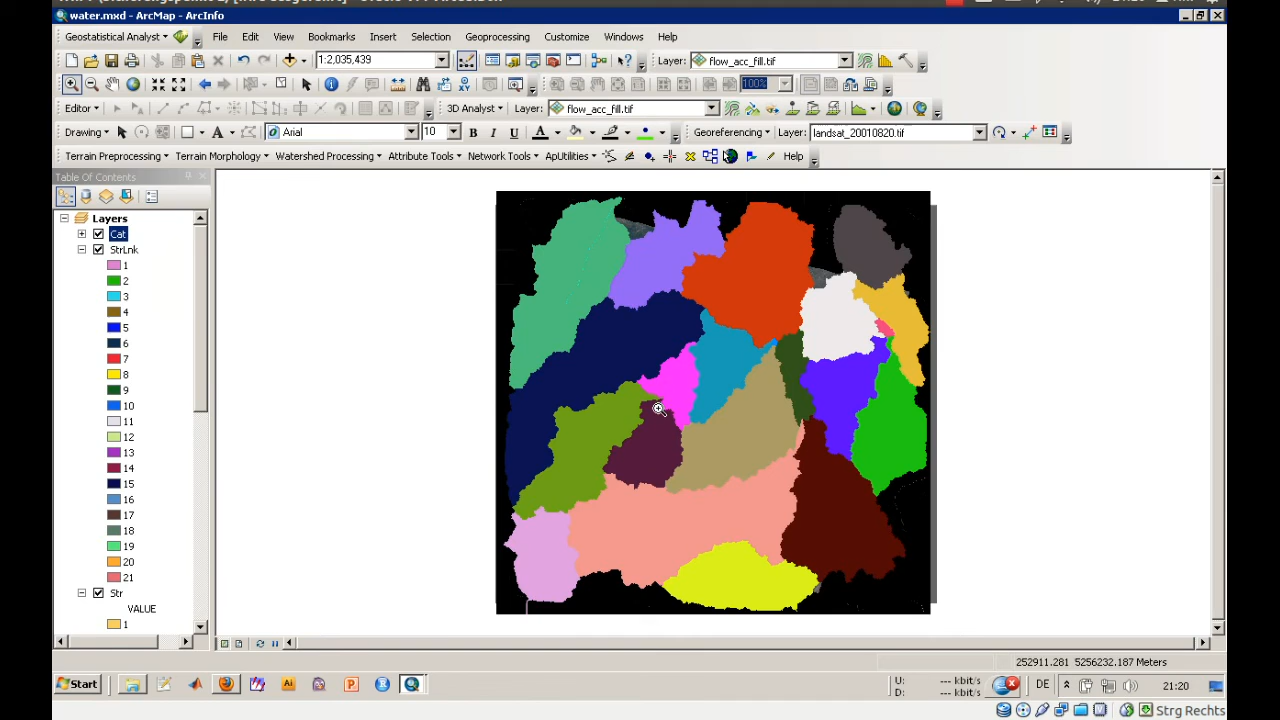 water.mxd - ArcMap - ArcInfo
Geostatistical Analyst File Edit View Bookmarks Insert Selection Geoprocessing Customize Windows Help
1:2,035,439 Layer: flow_acc_fill.tif
100%
Editor 3D Analyst Layer: flow_acc_fill.tif
Drawing A Arial 10 B I U A Georeferencing Layer: landsat_20010820.tif
Terrain Preprocessing Terrain Morphology Watershed Processing Attribute Tools Network Tools ApUtilities Help
Table Of Contents
Layers
Cat
StrLnk
1
2
3
4
5
6
7
8
9
10
11
12
13
14
15
16
17
18
19
20
21
Str
VALUE
1
252911.281 5256232.187 Meters
Start U: --- kbit/s
D: --- kbit/s
DE 21:20
Strg Rechts